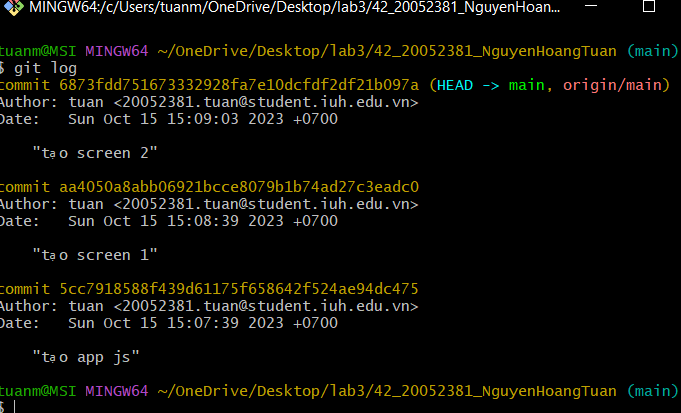 MINGW64:/c/Users/tuanm/OneDrive/Desktop/lab3/42_20052381_NguyenHoan...
tuanm@MSI MINGW64 ~/OneDrive/Desktop/lab3/42_20052381_NguyenHoangTuan (main)
$ git log
commit 6873fdd751673332928fa7e10dcfdf2df21b097a (HEAD -> main, origin/main)
Author: tuan <20052381.tuan@student.iuh.edu.vn>
Date:   Sun Oct 15 15:09:03 2023 +0700
"tạo screen 2"
commit aa4050a8abb06921bcce8079b1b74ad27c3eadc0
Author: tuan <20052381.tuan@student.iuh.edu.vn>
Date:   Sun Oct 15 15:08:39 2023 +0700
"tạo screen 1"
commit 5cc7918588f439d61175f658642f524ae94dc475
Author: tuan <20052381.tuan@student.iuh.edu.vn>
Date:   Sun Oct 15 15:07:39 2023 +0700
"tạo app js"
tuanm@MSI MINGW64 ~/OneDrive/Desktop/lab3/42_20052381_NguyenHoangTuan (main)
$